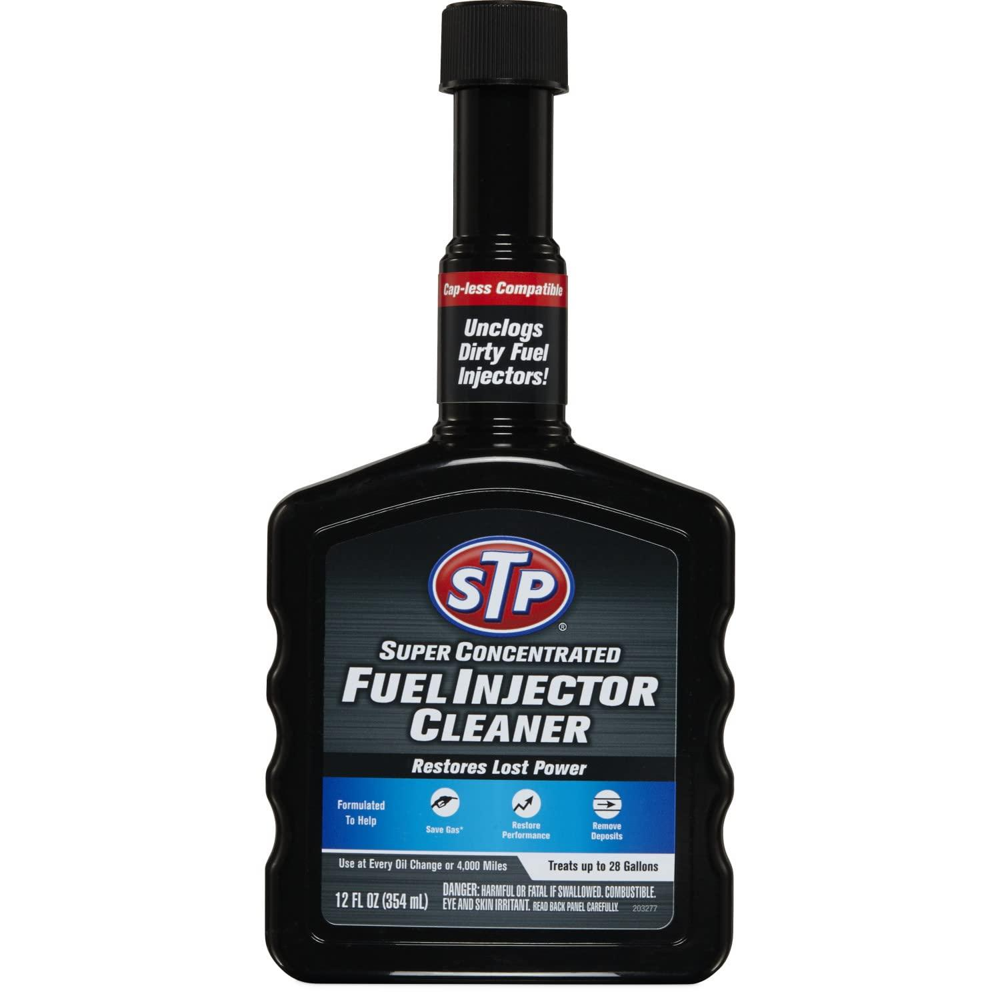 Cap-less Compatible
Unclogs
Dirty Fuel
Injectors!
STP
®
SUPER CONCENTRATED
FUEL INJECTOR
CLEANER
RESTORES LOST POWER
Formulated
To Help
Save Gas*
Restore
Performance
Remove
Deposits
Use at Every Oil Change or 4,000 Miles
Treats up to 28 Gallons
12 FL OZ (354 mL)
DANGER: HARMFUL OR FATAL IF SWALLOWED. COMBUSTIBLE.
EYE AND SKIN IRRITANT. READ BACK PANEL CAREFULLY.
203277